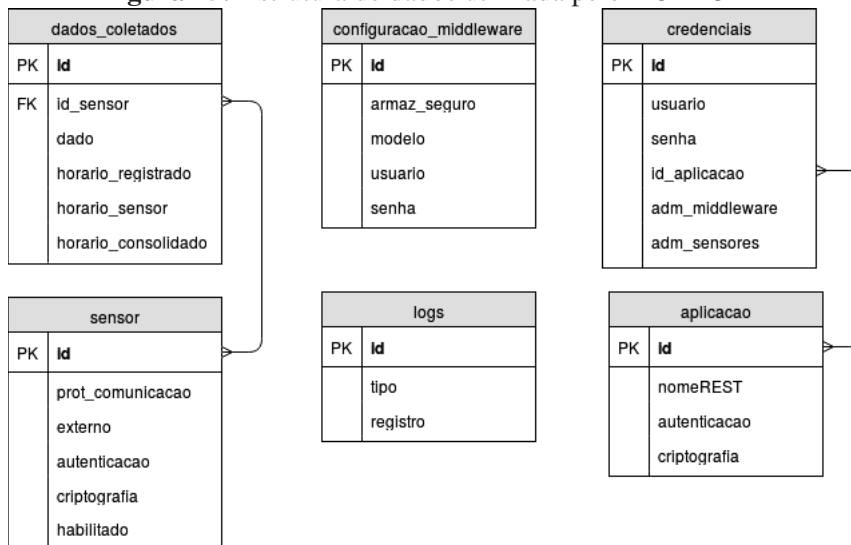 dados_coletados
PK id
FK id_sensor
dado
horario_registrado
horario_sensor
horario_consolidado
configuracao_middleware
PK id
armaz_seguro
modelo
usuario
senha
credenciais
PK id
usuario
senha
id_aplicacao
adm_middleware
adm_sensores
sensor
PK id
prot_comunicacao
externo
autenticacao
criptografia
habilitado
logs
PK id
tipo
registro
aplicacao
PK id
nomeREST
autenticacao
criptografia